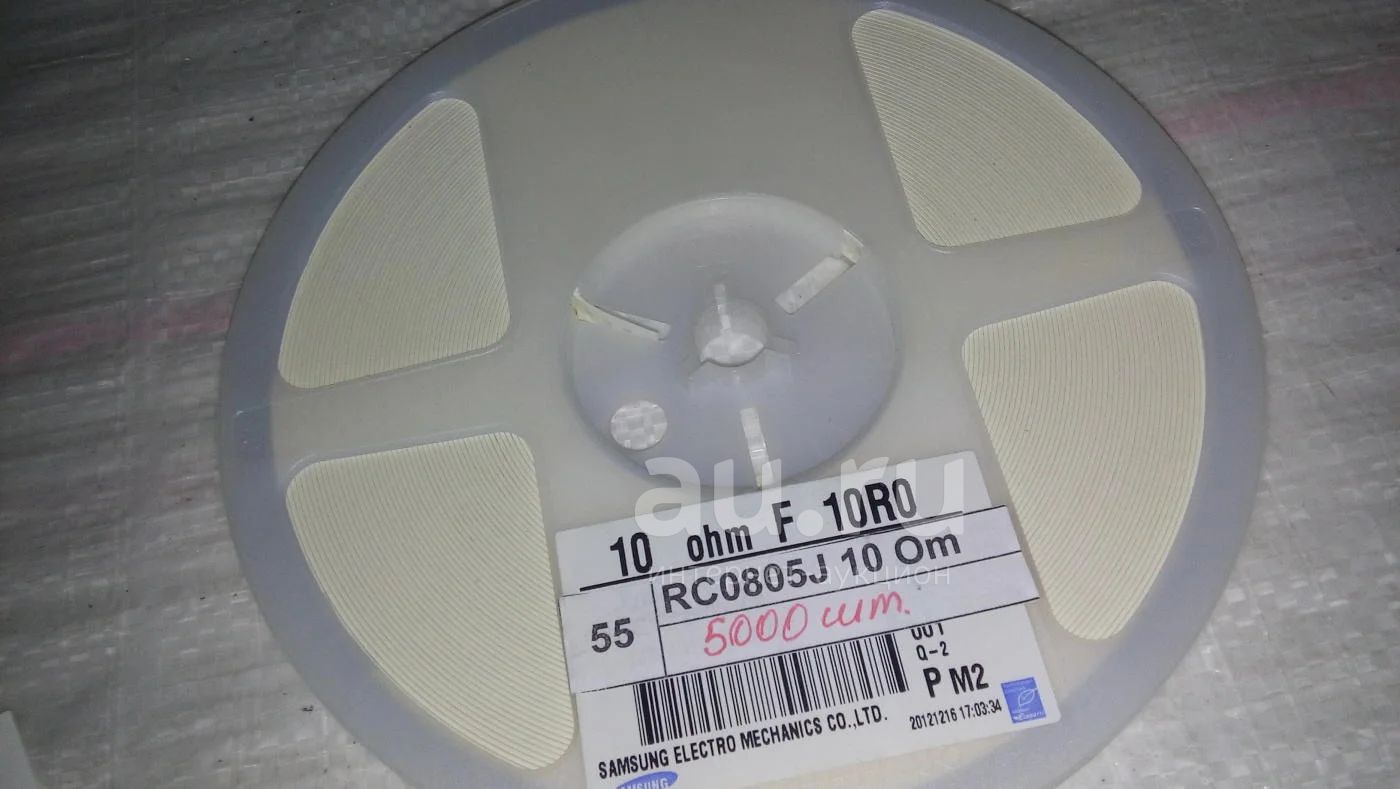 10 ohm F 10R0
RC0805J 10 Om
55
5000 шт.
Q-2
P M2
20121216 17:03:34
SAMSUNG ELECTRO MECHANICS CO.,LTD.
au.ru
интернет-аукцион